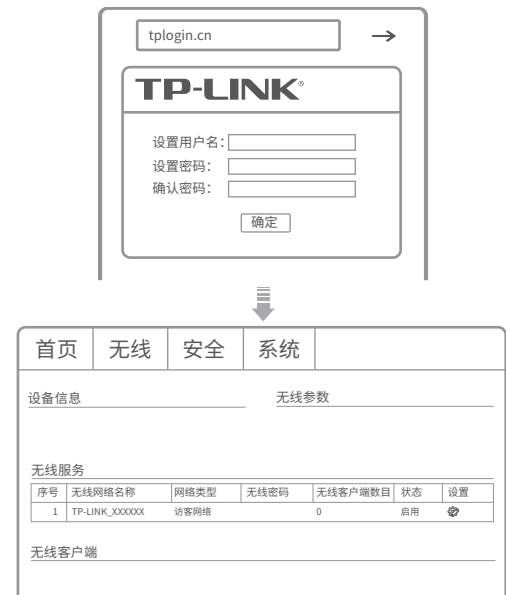 tplogin.cn
TP-LINK®
设置用户名：
设置密码：
确认密码：
确定
首页 无线 安全 系统
设备信息 无线参数
无线服务
序号 无线网络名称 网络类型 无线密码 无线客户端数目 状态 设置
1 TP-LINK_XXXXXX 访客网络 0 启用
无线客户端